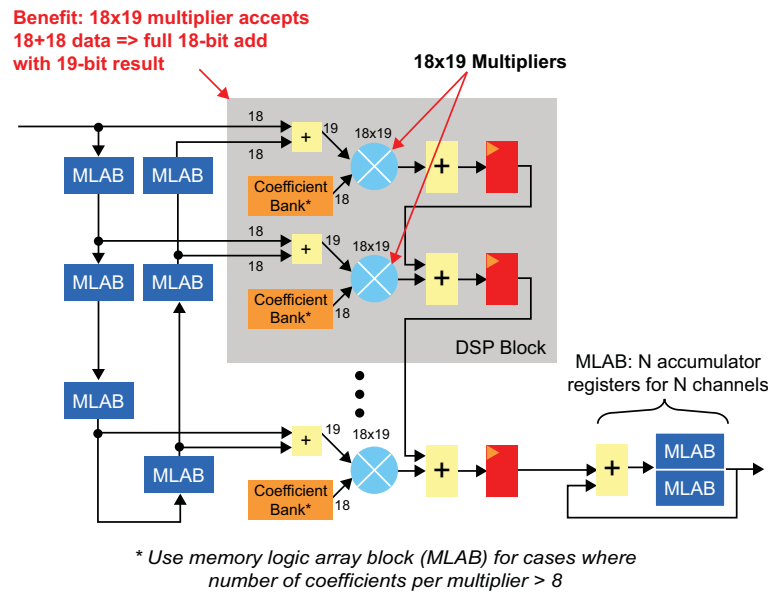 Benefit: 18x19 multiplier accepts
18+18 data => full 18-bit add
with 19-bit result
18x19 Multipliers
18
+
19
18x19
18
MLAB
MLAB
Coefficient
Bank*
18
+
18
+
19
18x19
18
MLAB
MLAB
Coefficient
Bank*
18
+
DSP Block
MLAB: N accumulator
registers for N channels
MLAB
+
19
18x19
MLAB
Coefficient
Bank*
18
+
+
MLAB
MLAB
* Use memory logic array block (MLAB) for cases where
number of coefficients per multiplier > 8